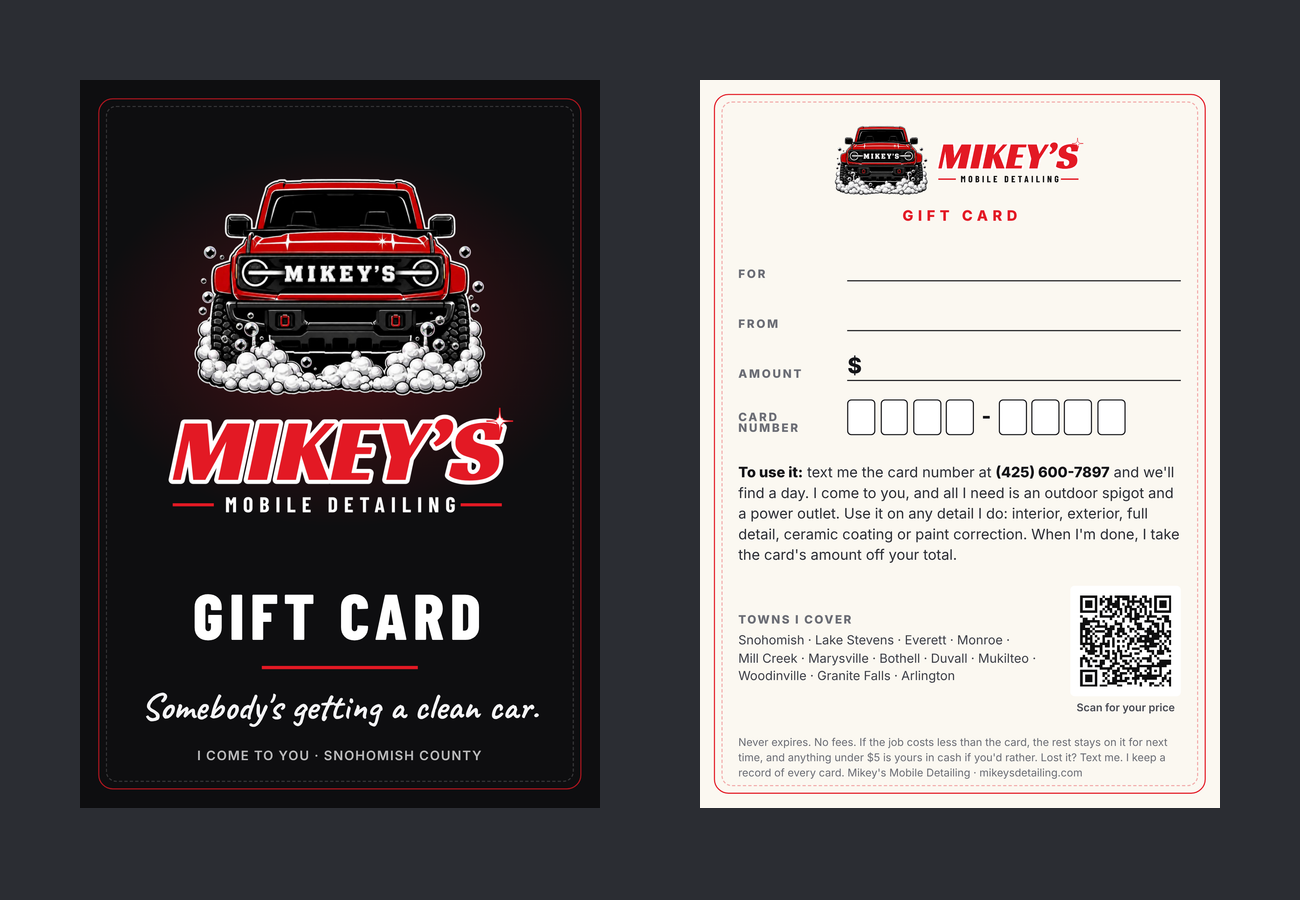 MIKEY'S
MIKEY'S
MOBILE DETAILING
GIFT CARD
Somebody's getting a clean car.
I COME TO YOU · SNOHOMISH COUNTY
MIKEY'S
MIKEY'S
MOBILE DETAILING
GIFT CARD
FOR
FROM
AMOUNT $
CARD
NUMBER
-
To use it: text me the card number at (425) 600-7897 and we'll
find a day. I come to you, and all I need is an outdoor spigot and
a power outlet. Use it on any detail I do: interior, exterior, full
detail, ceramic coating or paint correction. When I'm done, I take
the card's amount off your total.
TOWNS I COVER
Snohomish · Lake Stevens · Everett · Monroe ·
Mill Creek · Marysville · Bothell · Duvall · Mukilteo ·
Woodinville · Granite Falls · Arlington
Scan for your price
Never expires. No fees. If the job costs less than the card, the rest stays on it for next
time, and anything under $5 is yours in cash if you'd rather. Lost it? Text me. I keep a
record of every card. Mikey's Mobile Detailing · mikeysdetailing.com